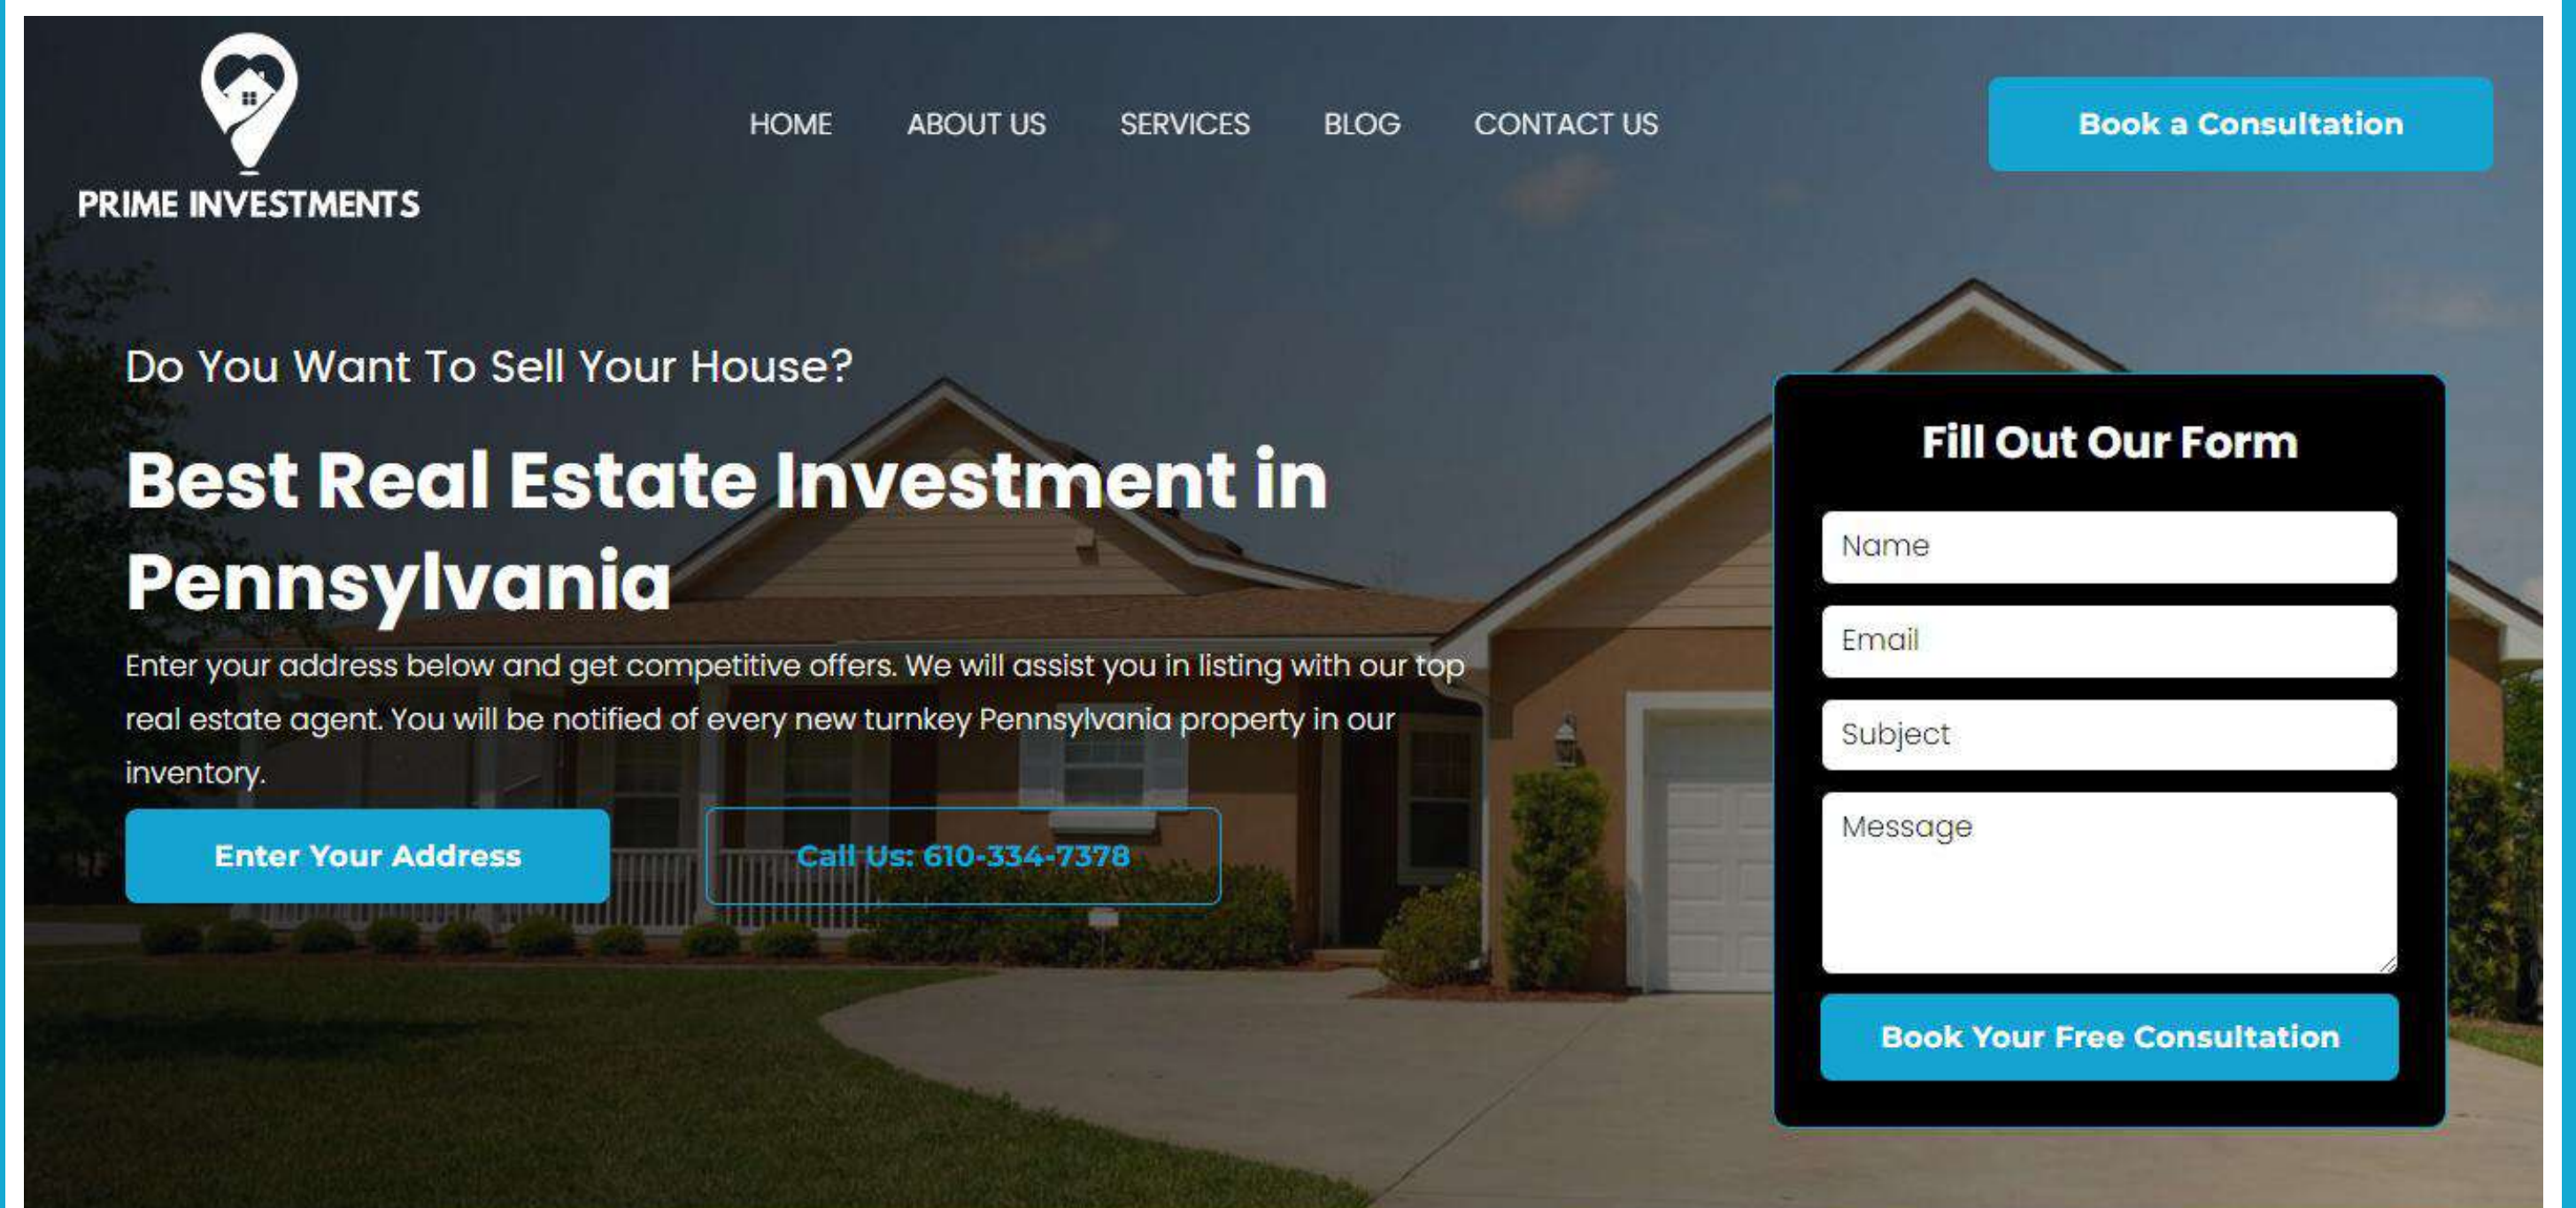 PRIME INVESTMENTS
HOME
ABOUT US
SERVICES
BLOG
CONTACT US
Book a Consultation
Do You Want To Sell Your House?
Best Real Estate Investment in
Pennsylvania
Enter your address below and get competitive offers. We will assist you in listing with our top
real estate agent. You will be notified of every new turnkey Pennsylvania property in our
inventory.
Enter Your Address
Call Us: 610-334-7378
Fill Out Our Form
Name
Email
Subject
Message
Book Your Free Consultation